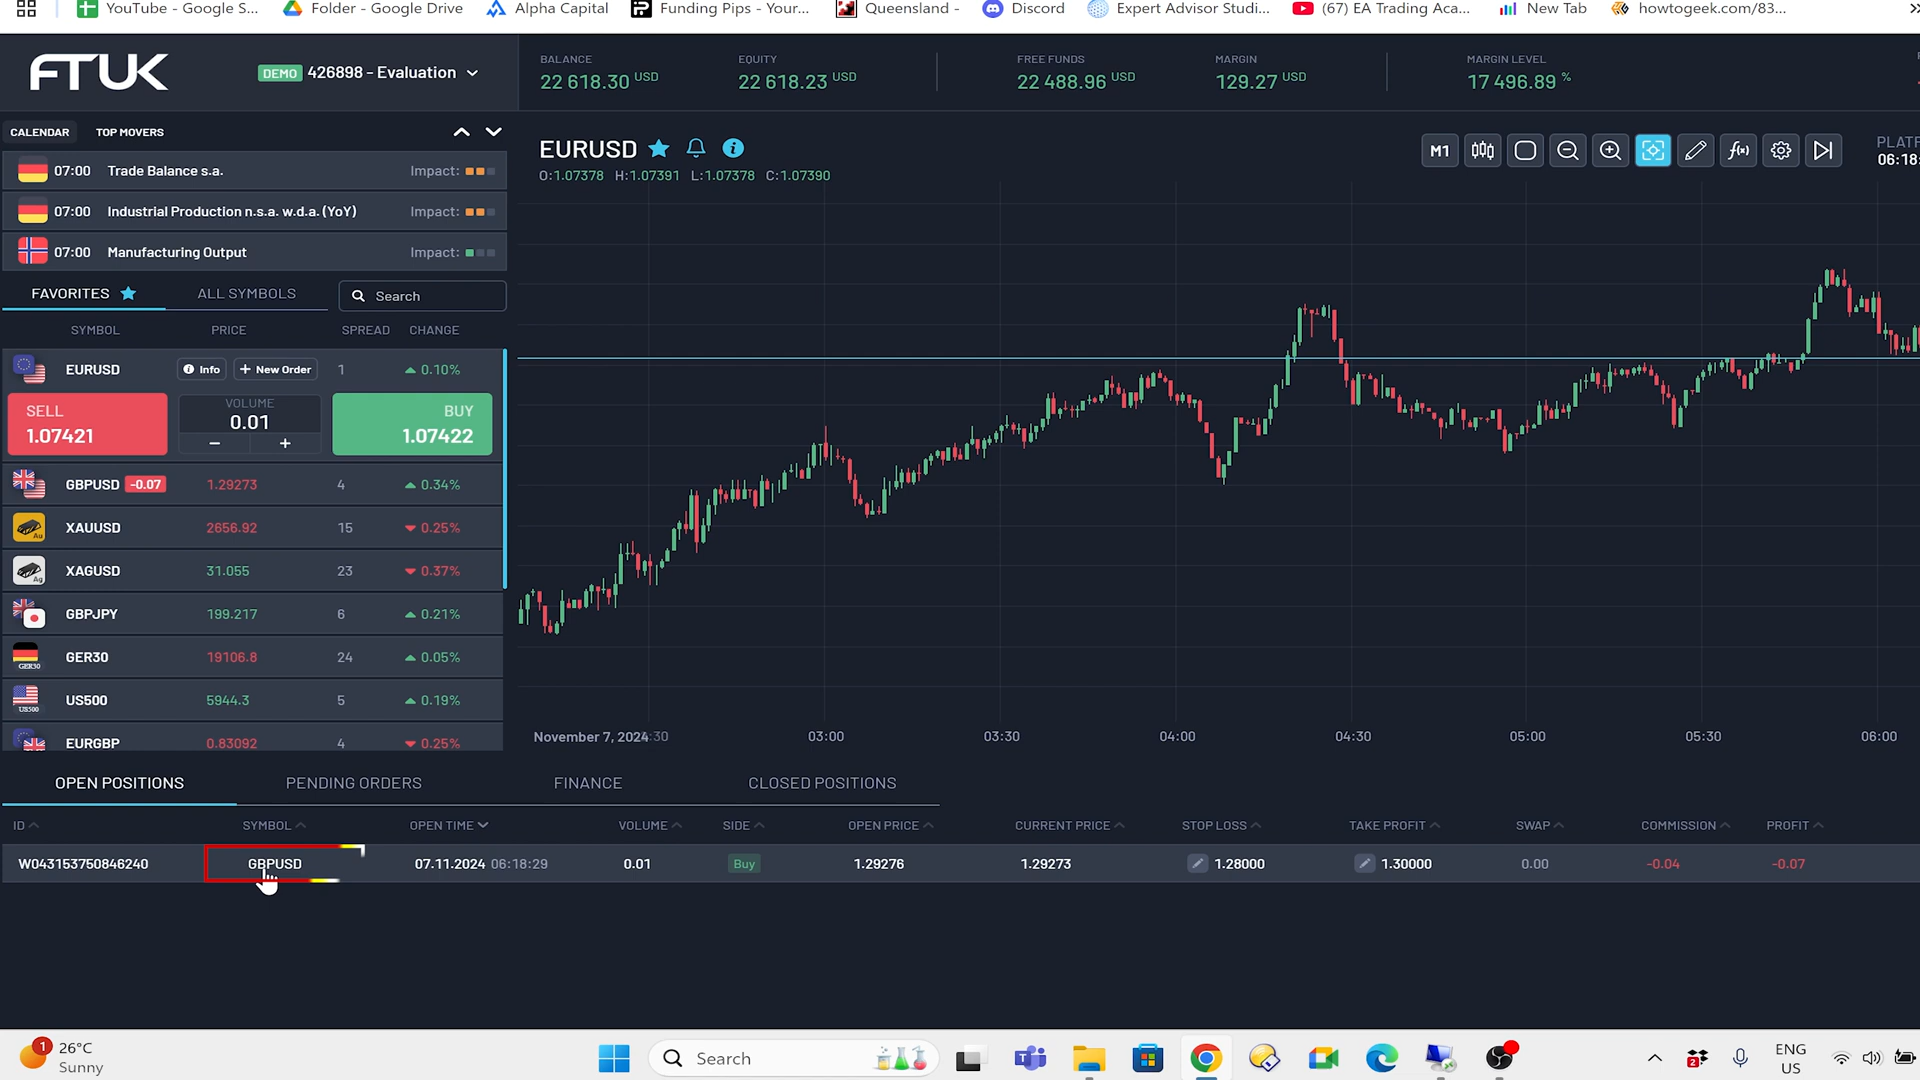 YouTube - Google S...
Folder - Google Drive
Alpha Capital
Funding Pips - Your...
Queensland -
Discord
Expert Advisor Studi...
(67) EA Trading Aca...
New Tab
howtogeek.com/83...
FTUK
DEMO 426898 - Evaluation
BALANCE
22 618.30 USD
EQUITY
22 618.23 USD
FREE FUNDS
22 488.96 USD
MARGIN
129.27 USD
MARGIN LEVEL
17 496.89 %
CALENDAR TOP MOVERS
07:00 Trade Balance s.a. Impact:
07:00 Industrial Production n.s.a. w.d.a. (YoY) Impact:
07:00 Manufacturing Output Impact:
FAVORITES ALL SYMBOLS Search
SYMBOL PRICE SPREAD CHANGE
EURUSD Info + New Order 1 0.10%
SELL
1.07421
VOLUME
0.01
− +
BUY
1.07422
GBPUSD -0.07 1.29273 4 0.34%
XAUUSD 2656.92 15 0.25%
XAGUSD 31.055 23 0.37%
GBPJPY 199.217 6 0.21%
GER30 19106.8 24 0.05%
US500 5944.3 5 0.19%
EURGBP 0.83092 4 0.25%
EURUSD
O:1.07378 H:1.07391 L:1.07378 C:1.07390
M1
f(x)
PLATF
06:18:
November 7, 2024 :30 03:00 03:30 04:00 04:30 05:00 05:30 06:00
OPEN POSITIONS PENDING ORDERS FINANCE CLOSED POSITIONS
ID SYMBOL OPEN TIME VOLUME SIDE OPEN PRICE CURRENT PRICE STOP LOSS TAKE PROFIT SWAP COMMISSION PROFIT
W043153750846240 GBPUSD 07.11.2024 06:18:29 0.01 Buy 1.29276 1.29273 1.28000 1.30000 0.00 -0.04 -0.07
1
26°C
Sunny
Search
2
ENG
US